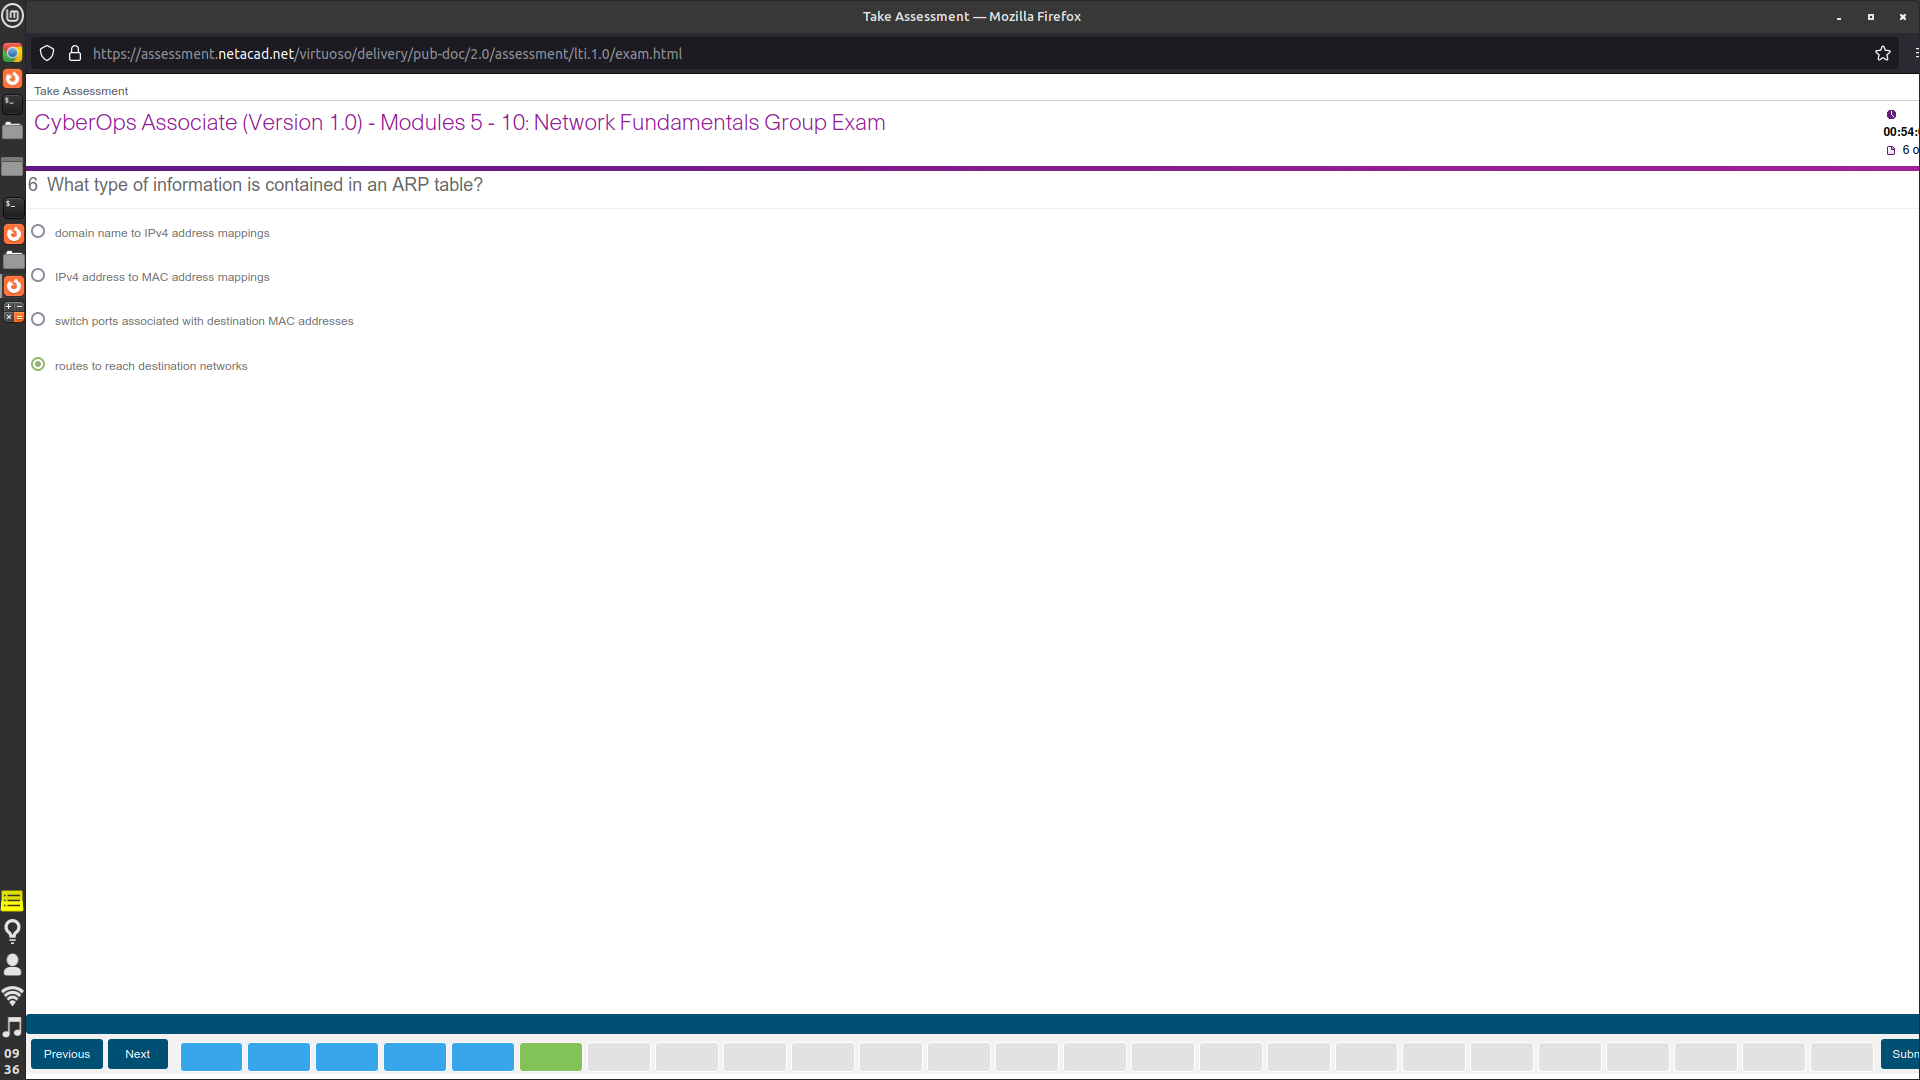 Take Assessment — Mozilla Firefox
https://assessment.netacad.net/virtuoso/delivery/pub-doc/2.0/assessment/lti.1.0/exam.html
Take Assessment
CyberOps Associate (Version 1.0) - Modules 5 - 10: Network Fundamentals Group Exam
00:54:
6 o
6 What type of information is contained in an ARP table?
domain name to IPv4 address mappings
IPv4 address to MAC address mappings
switch ports associated with destination MAC addresses
routes to reach destination networks
Previous
Next
Subm
09
36